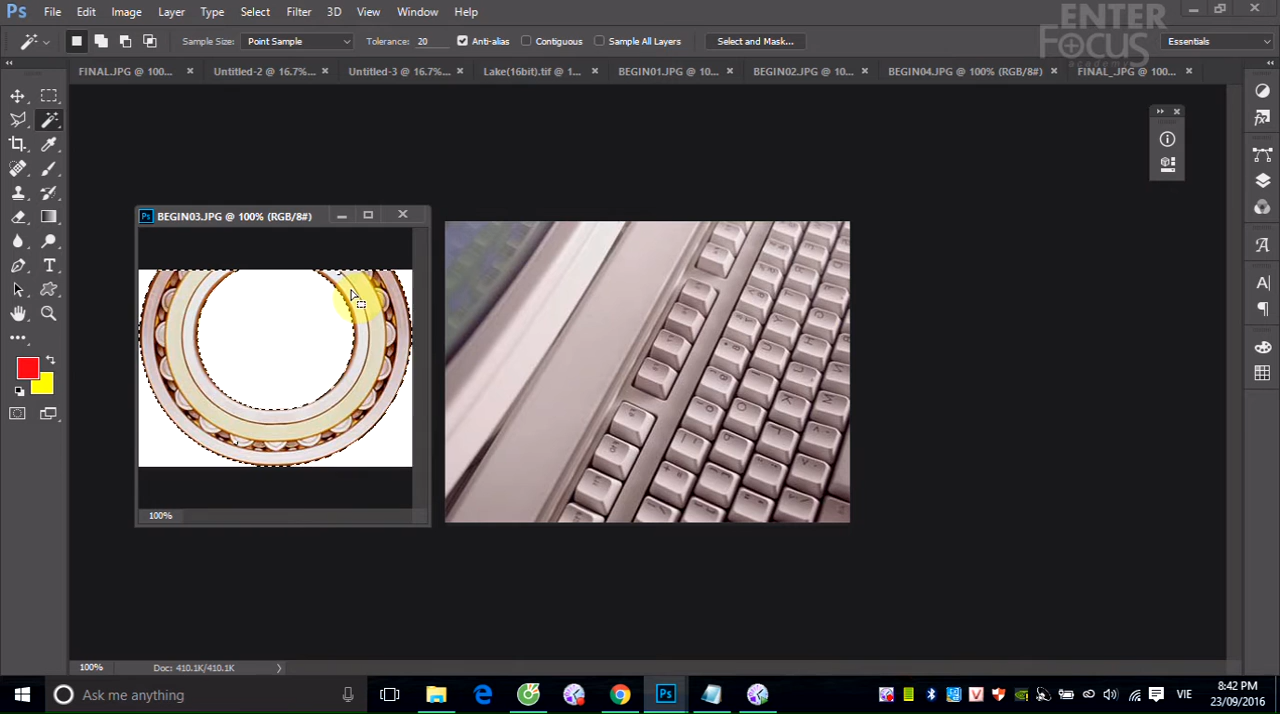 Ps File Edit Image Layer Type Select Filter 3D View Window Help
ENTER
FOCUS
academy
Sample Size: Point Sample Tolerance: 20 Anti-alias Contiguous Sample All Layers Select and Mask... Essentials
FINAL.JPG @ 100... Untitled-2 @ 16.7%... Untitled-3 @ 16.7%... Lake(16bit).tif @ 1... BEGIN01.JPG @ 10... BEGIN02.JPG @ 10... BEGIN04.JPG @ 100% (RGB/8#) FINAL_.JPG @ 100...
Ps BEGIN03.JPG @ 100% (RGB/8#)
100%
100% Doc: 410.1K/410.1K
Ask me anything
Ps
VIE
8:42 PM
23/09/2016